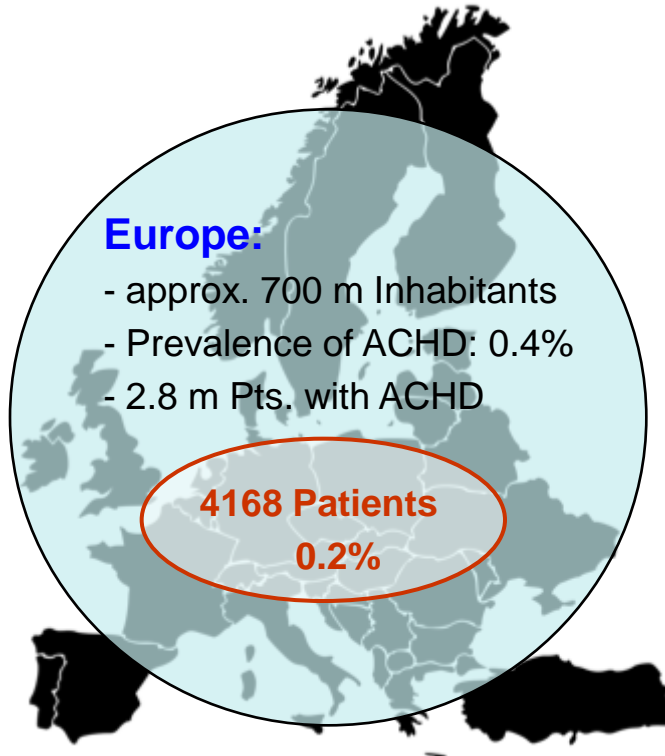 Europe:
- approx. 700 m Inhabitants
- Prevalence of ACHD: 0.4%
- 2.8 m Pts. with ACHD
4168 Patients
0.2%